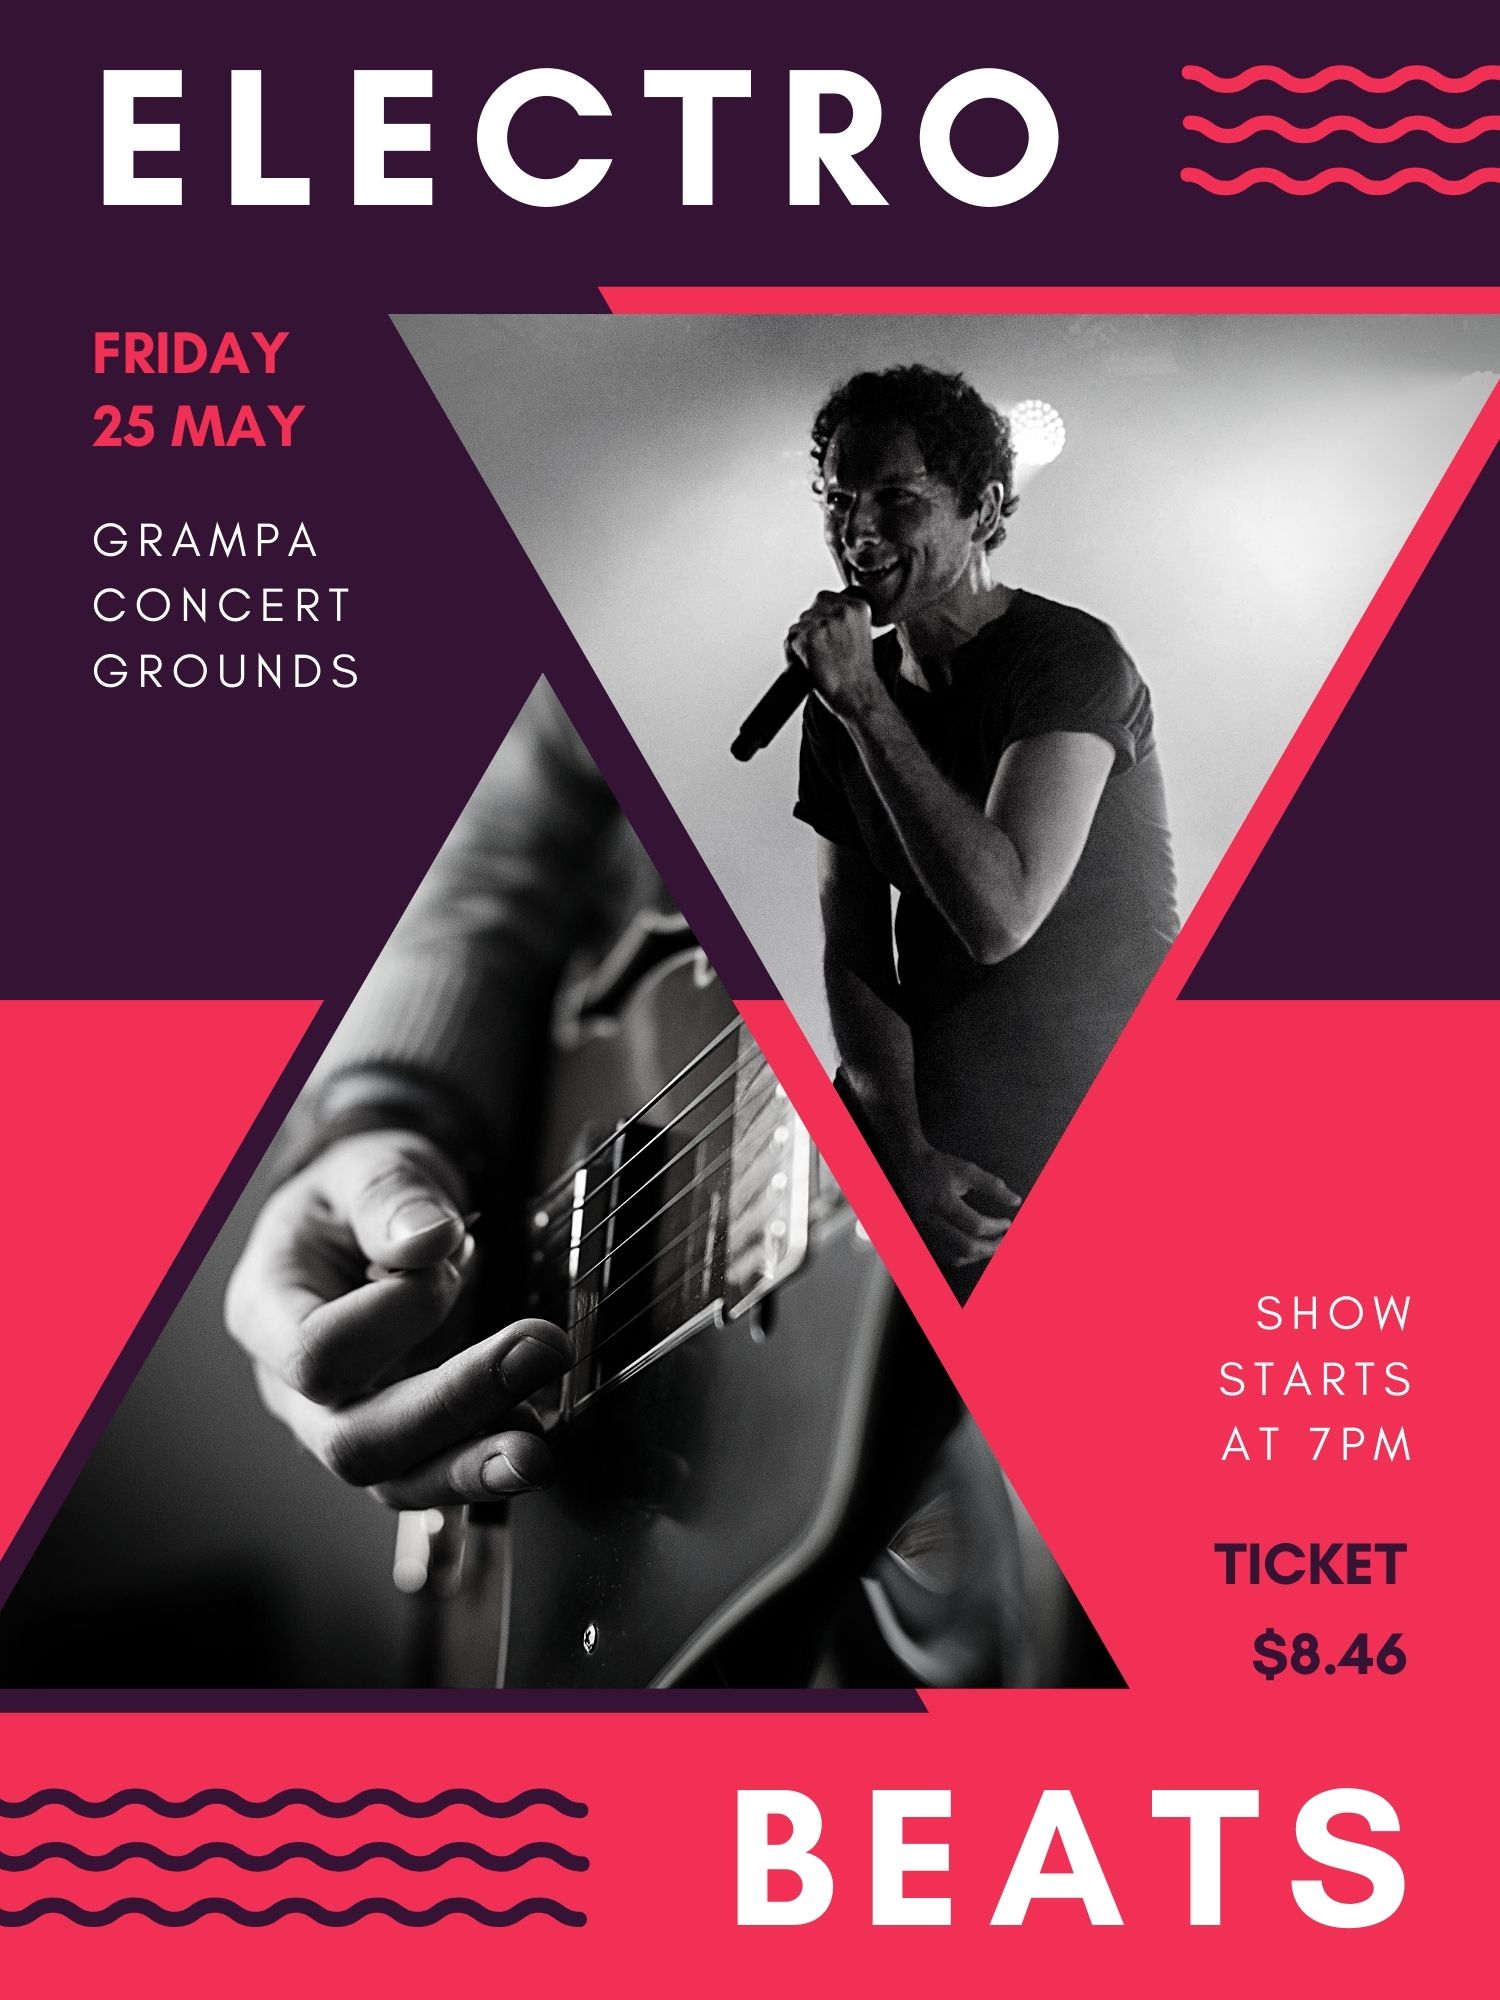 ELECTRO
FRIDAY
25 MAY
GRAMPA
CONCERT
GROUNDS
SHOW
STARTS
AT 7PM
TICKET
$8.46
BEATS